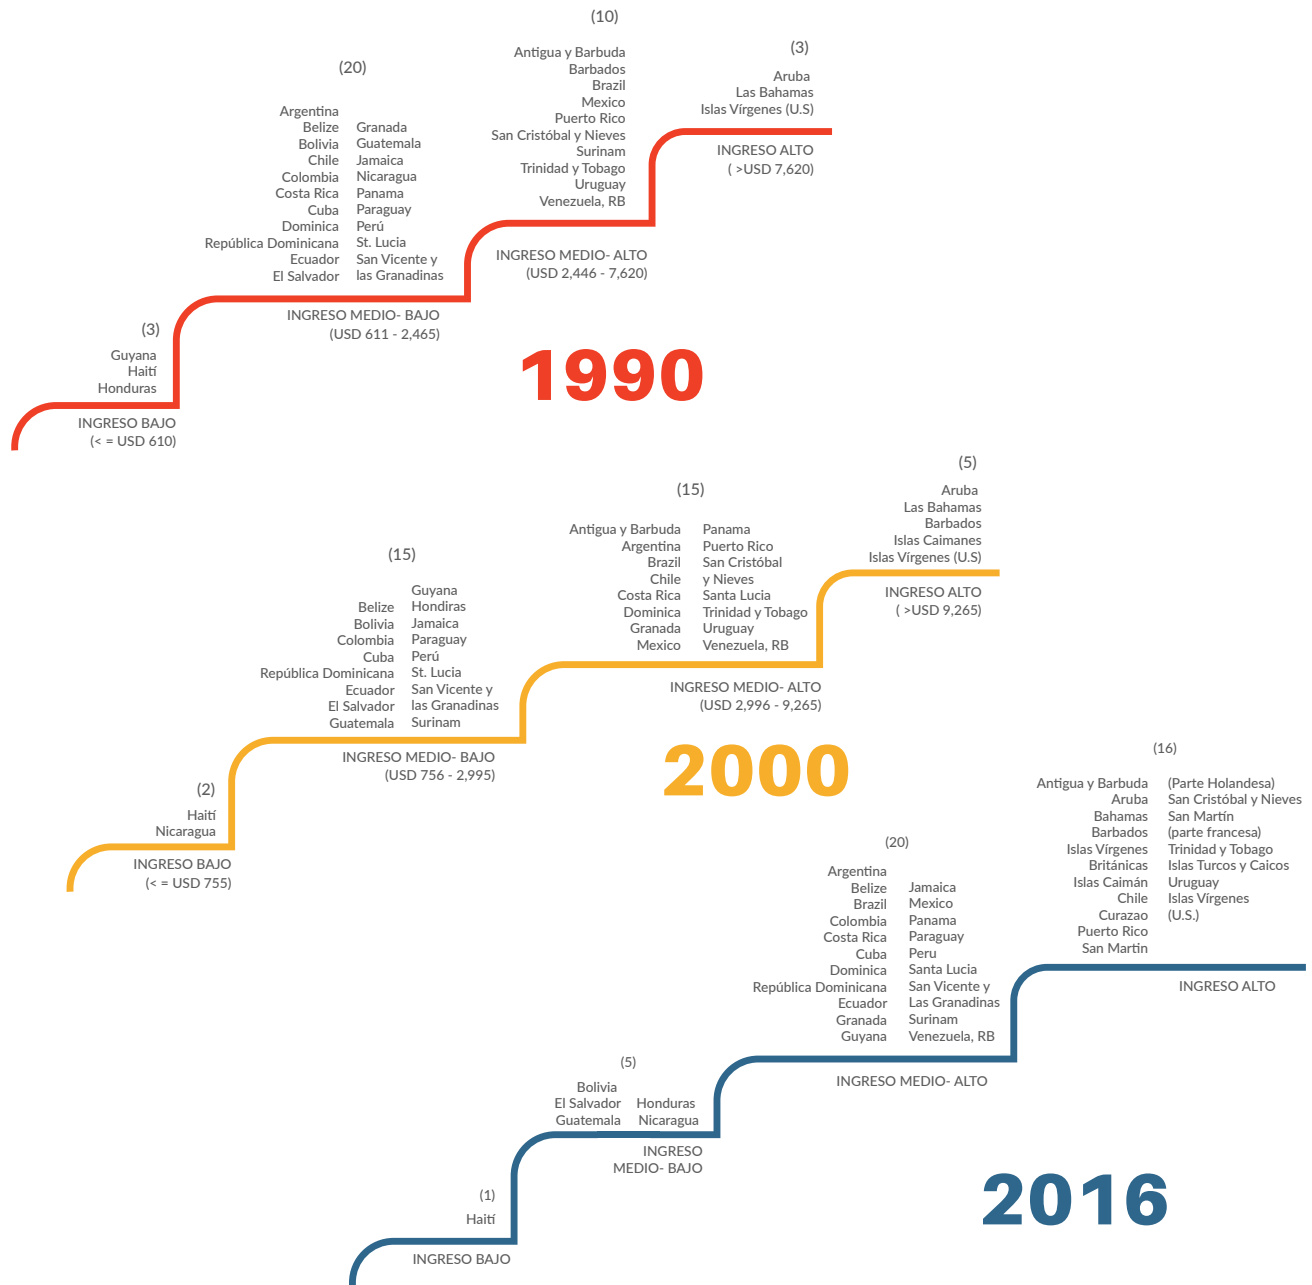 (3)
Guyana
Haití
Honduras
INGRESO BAJO
(< = USD 610)
(20)
Argentina
Belize
Bolivia
Chile
Colombia
Costa Rica
Cuba
Dominica
República Dominicana
Ecuador
El Salvador
Granada
Guatemala
Jamaica
Nicaragua
Panama
Paraguay
Perú
St. Lucia
San Vicente y
las Granadinas
INGRESO MEDIO- BAJO
(USD 611 - 2,465)
(10)
Antigua y Barbuda
Barbados
Brazil
Mexico
Puerto Rico
San Cristóbal y Nieves
Surinam
Trinidad y Tobago
Uruguay
Venezuela, RB
INGRESO MEDIO- ALTO
(USD 2,446 - 7,620)
(3)
Aruba
Las Bahamas
Islas Vírgenes (U.S)
INGRESO ALTO
( >USD 7,620)
1990
(2)
Haití
Nicaragua
INGRESO BAJO
(< = USD 755)
(15)
Belize
Bolivia
Colombia
Cuba
República Dominicana
Ecuador
El Salvador
Guatemala
Guyana
Hondiras
Jamaica
Paraguay
Perú
St. Lucia
San Vicente y
las Granadinas
Surinam
INGRESO MEDIO- BAJO
(USD 756 - 2,995)
(15)
Antigua y Barbuda
Argentina
Brazil
Chile
Costa Rica
Dominica
Granada
Mexico
Panama
Puerto Rico
San Cristóbal
y Nieves
Santa Lucia
Trinidad y Tobago
Uruguay
Venezuela, RB
INGRESO MEDIO- ALTO
(USD 2,996 - 9,265)
(5)
Aruba
Las Bahamas
Barbados
Islas Caimanes
Islas Vírgenes (U.S)
INGRESO ALTO
( >USD 9,265)
2000
(1)
Haití
INGRESO BAJO
(5)
Bolivia
El Salvador
Guatemala
Honduras
Nicaragua
INGRESO
MEDIO- BAJO
(20)
Argentina
Belize
Brazil
Colombia
Costa Rica
Cuba
Dominica
República Dominicana
Ecuador
Granada
Guyana
Jamaica
Mexico
Panama
Paraguay
Peru
Santa Lucia
San Vicente y
Las Granadinas
Surinam
Venezuela, RB
INGRESO MEDIO- ALTO
(16)
Antigua y Barbuda
Aruba
Bahamas
Barbados
Islas Vírgenes
Británicas
Islas Caimán
Chile
Curazao
Puerto Rico
San Martin
(Parte Holandesa)
San Cristóbal y Nieves
San Martín
(parte francesa)
Trinidad y Tobago
Islas Turcos y Caicos
Uruguay
Islas Vírgenes
(U.S.)
INGRESO ALTO
2016